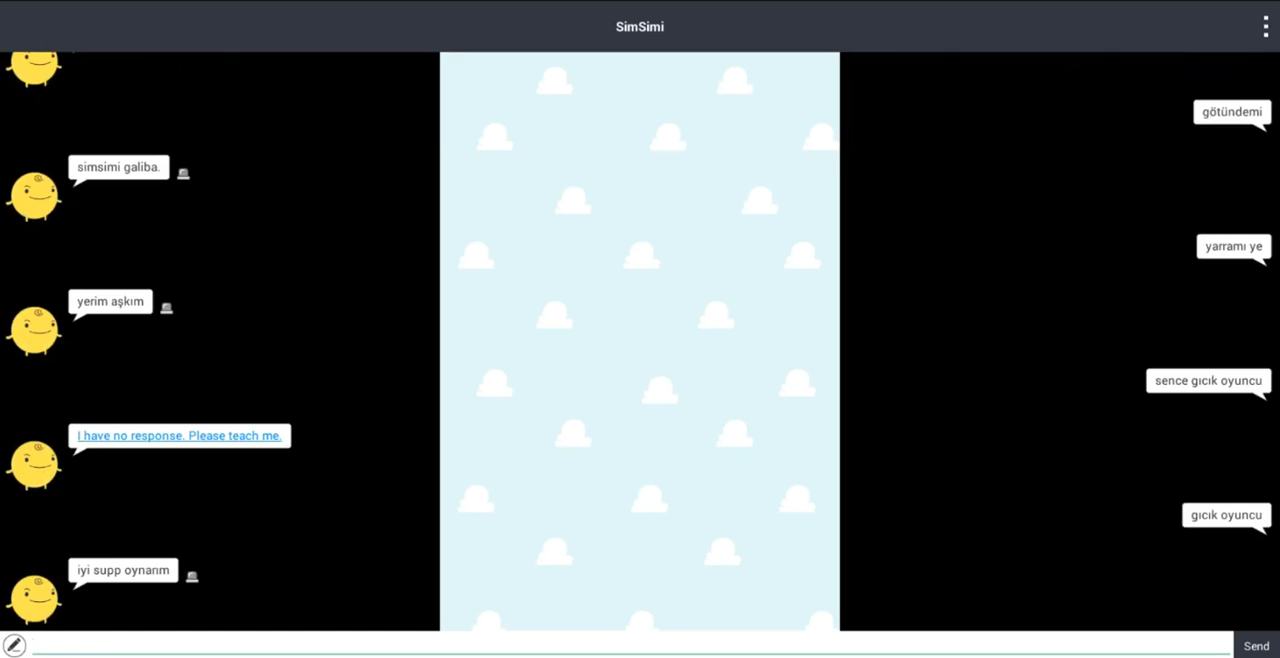 SimSimi
götündemi
simsimi galiba.
yarramı ye
yerim aşkım
sence gıcık oyuncu
I have no response. Please teach me.
gıcık oyuncu
iyi supp oynarım
Send